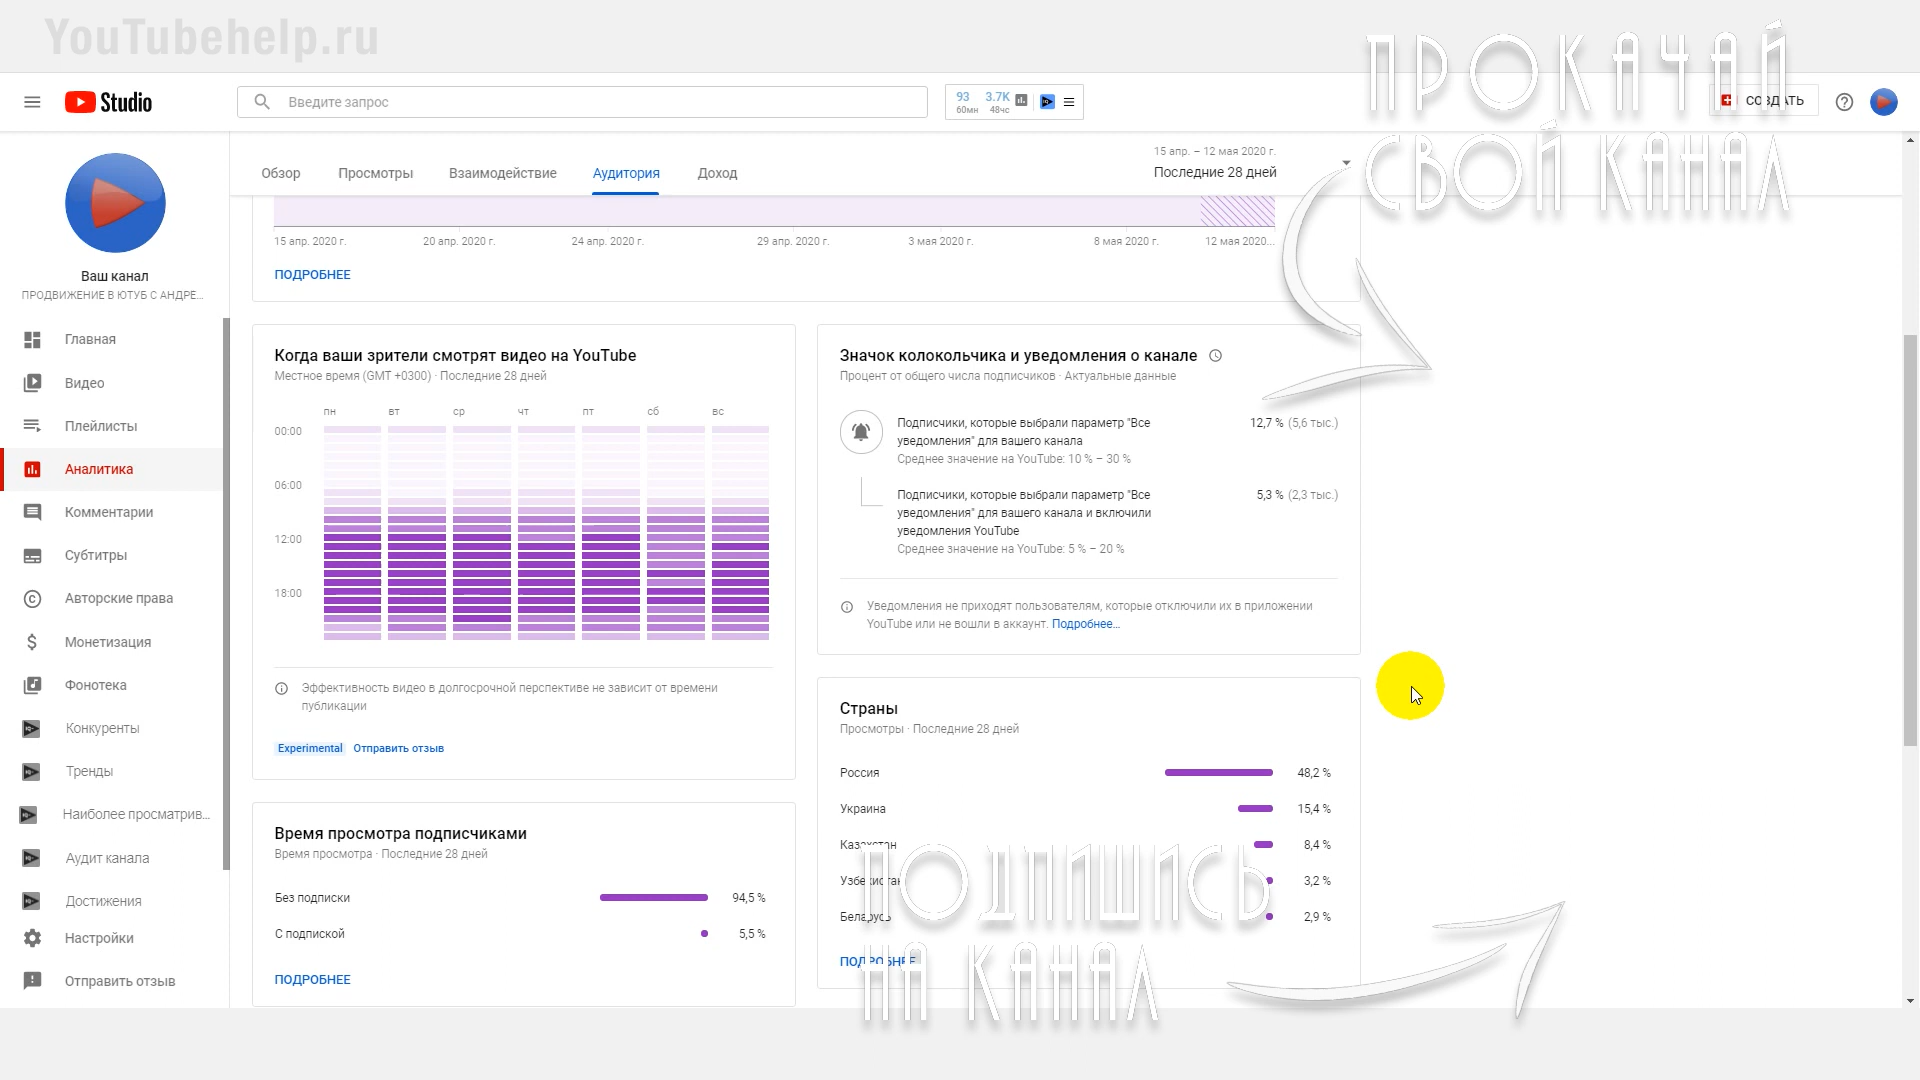 YouTubehelp.ru
ПРОКАЧАЙ
СВОЙ КАНАЛ
Studio
Введите запрос
93 3.7K
60мн 48чс
СОЗДАТЬ
Ваш канал
ПРОДВИЖЕНИЕ В ЮТУБ С АНДРЕ...
Главная
Видео
Плейлисты
Аналитика
Комментарии
Субтитры
Авторские права
Монетизация
Фонотека
Конкуренты
Тренды
Наиболее просматрив...
Аудит канала
Достижения
Настройки
Отправить отзыв
Обзор Просмотры Взаимодействие Аудитория Доход
15 апр. – 12 мая 2020 г.
Последние 28 дней
15 апр. 2020 г. 20 апр. 2020 г. 24 апр. 2020 г. 29 апр. 2020 г. 3 мая 2020 г. 8 мая 2020 г. 12 мая 2020...
ПОДРОБНЕЕ
Когда ваши зрители смотрят видео на YouTube
Местное время (GMT +0300) · Последние 28 дней
пн вт ср чт пт сб вс
00:00
06:00
12:00
18:00
Эффективность видео в долгосрочной перспективе не зависит от времени
публикации
Experimental Отправить отзыв
Время просмотра подписчиками
Время просмотра · Последние 28 дней
Без подписки 94,5 %
С подпиской 5,5 %
ПОДРОБНЕЕ
Значок колокольчика и уведомления о канале
Процент от общего числа подписчиков · Актуальные данные
Подписчики, которые выбрали параметр "Все 12,7 % (5,6 тыс.)
уведомления" для вашего канала
Среднее значение на YouTube: 10 % – 30 %
Подписчики, которые выбрали параметр "Все 5,3 % (2,3 тыс.)
уведомления" для вашего канала и включили
уведомления YouTube
Среднее значение на YouTube: 5 % – 20 %
Уведомления не приходят пользователям, которые отключили их в приложении
YouTube или не вошли в аккаунт. Подробнее...
Страны
Просмотры · Последние 28 дней
Россия 48,2 %
Украина 15,4 %
Казахстан 8,4 %
Узбекистан 3,2 %
Беларусь 2,9 %
ПОДРОБНЕЕ
ПОДПИШИСЬ
НА КАНАЛ